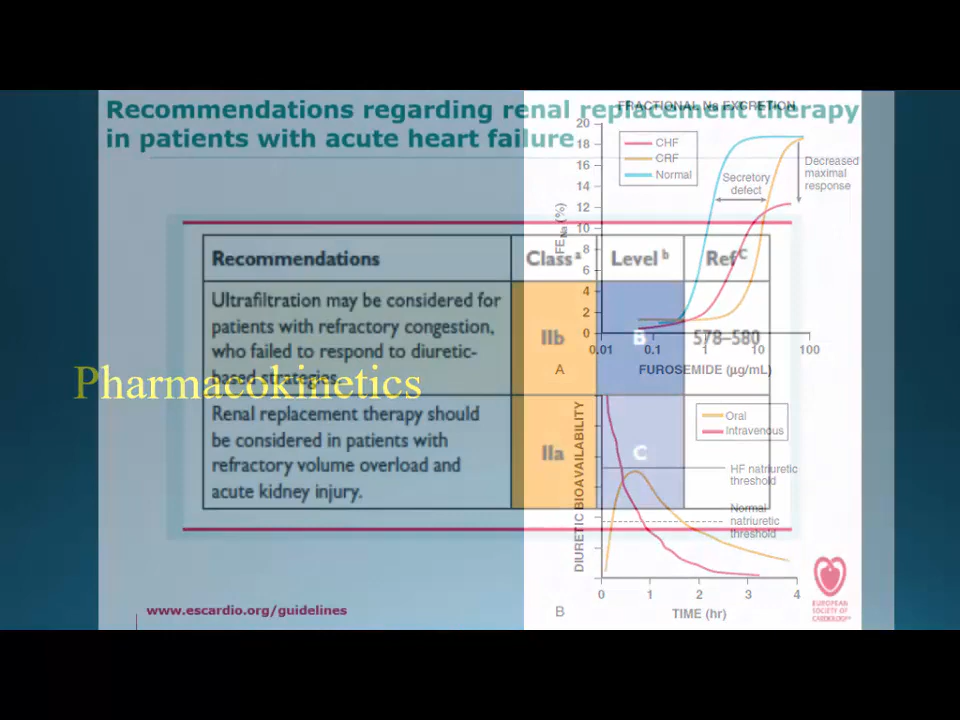 Recommendations regarding renal replacement therapy
in patients with acute heart failure
Recommendations
Class a
Level b
Ref c
Ultrafiltration may be considered for
patients with refractory congestion,
who failed to respond to diuretic-
based strategies.
IIb
B
578–580
Renal replacement therapy should
be considered in patients with
refractory volume overload and
acute kidney injury.
IIa
C
www.escardio.org/guidelines
EUROPEAN
SOCIETY OF
CARDIOLOGY
Pharmacokinetics
FRACTIONAL Na EXCRETION
FENa (%)
20
18
16
14
12
10
8
6
4
2
0
CHF
CRF
Normal
Secretory
defect
Decreased
maximal
response
0.01
0.1
1
10
100
A
FUROSEMIDE (µg/mL)
DIURETIC BIOAVAILABILITY
Oral
Intravenous
HF natriuretic
threshold
Normal
natriuretic
threshold
0
1
2
3
4
B
TIME (hr)